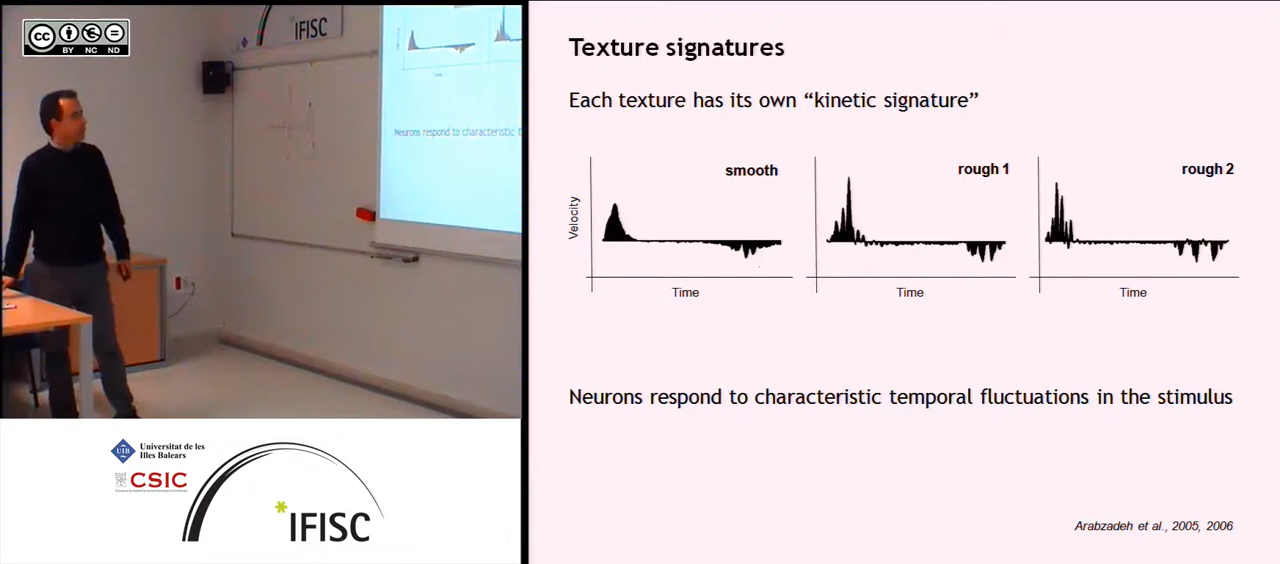 cc
BY NC ND
IFISC
Neurons respond to characteristic
Universitat de les
Illes Balears
UIB
CSIC
*IFISC
Texture signatures
Each texture has its own “kinetic signature”
smooth
rough 1
rough 2
Velocity
Time
Time
Time
Neurons respond to characteristic temporal fluctuations in the stimulus
Arabzadeh et al., 2005, 2006